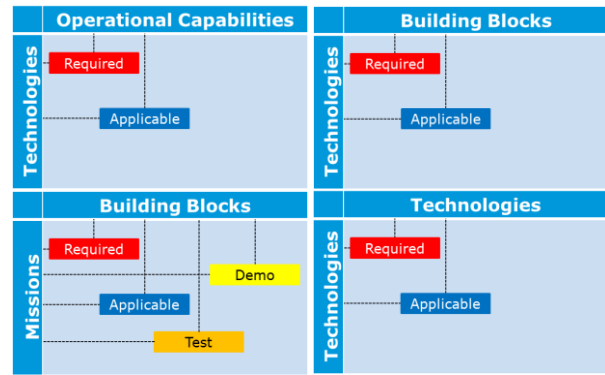 Operational Capabilities
Technologies
Required
Applicable
Building Blocks
Technologies
Required
Applicable
Building Blocks
Missions
Required
Demo
Applicable
Test
Technologies
Technologies
Required
Applicable